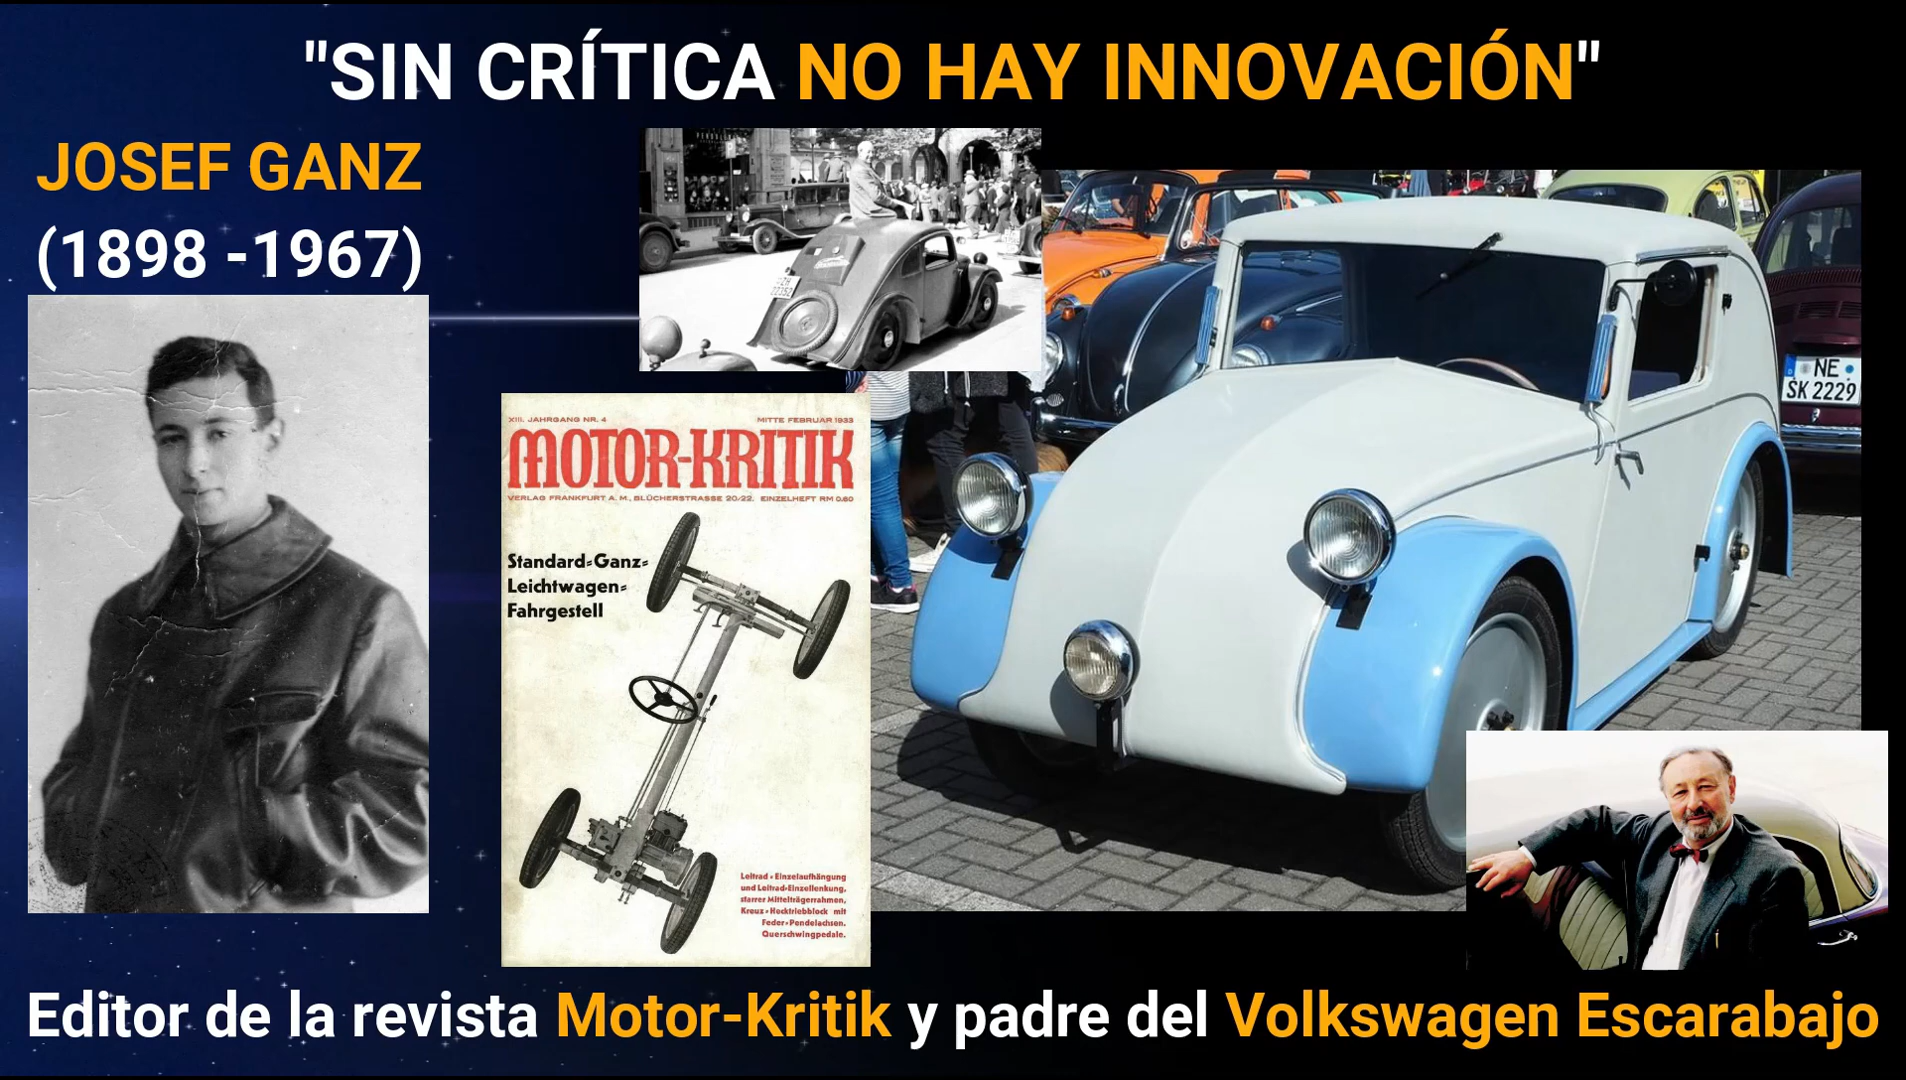 "SIN CRÍTICA NO HAY INNOVACIÓN"
JOSEF GANZ
(1898 -1967)
XIII. JAHRGANG NR. 4 MITTE FEBRUAR 1933
MOTOR-KRITIK
VERLAG FRANKFURT A. M., BLÜCHERSTRASSE 20/22. EINZELHEFT RM 0.60
Standard-Ganz-
Leichtwagen-
Fahrgestell
Leitrad-Einzelaufhängung
und Leitrad-Einzellenkung,
starrer Mittelträgerrahmen,
Kreuz-Hecktriebblock mit
Feder-Pendelachsen.
Querschwingpedale.
NE
SK 2229
Editor de la revista Motor-Kritik y padre del Volkswagen Escarabajo